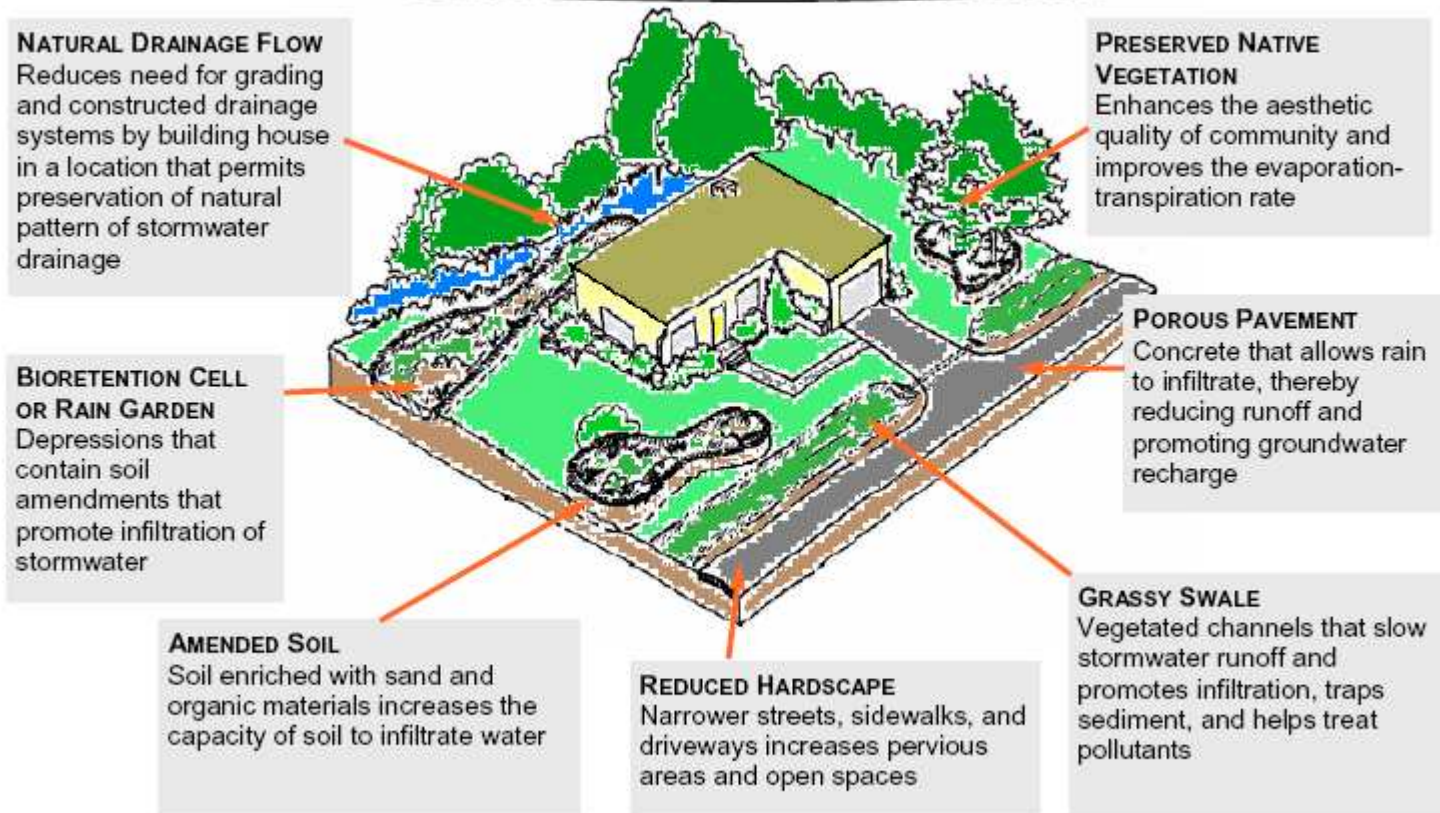 NATURAL DRAINAGE FLOW
Reduces need for grading
and constructed drainage
systems by building house
in a location that permits
preservation of natural
pattern of stormwater
drainage
PRESERVED NATIVE
VEGETATION
Enhances the aesthetic
quality of community and
improves the evaporation-
transpiration rate
BIORETENTION CELL
OR RAIN GARDEN
Depressions that
contain soil
amendments that
promote infiltration of
stormwater
POROUS PAVEMENT
Concrete that allows rain
to infiltrate, thereby
reducing runoff and
promoting groundwater
recharge
AMENDED SOIL
Soil enriched with sand and
organic materials increases the
capacity of soil to infiltrate water
REDUCED HARDSCAPE
Narrower streets, sidewalks, and
driveways increases pervious
areas and open spaces
GRASSY SWALE
Vegetated channels that slow
stormwater runoff and
promotes infiltration, traps
sediment, and helps treat
pollutants